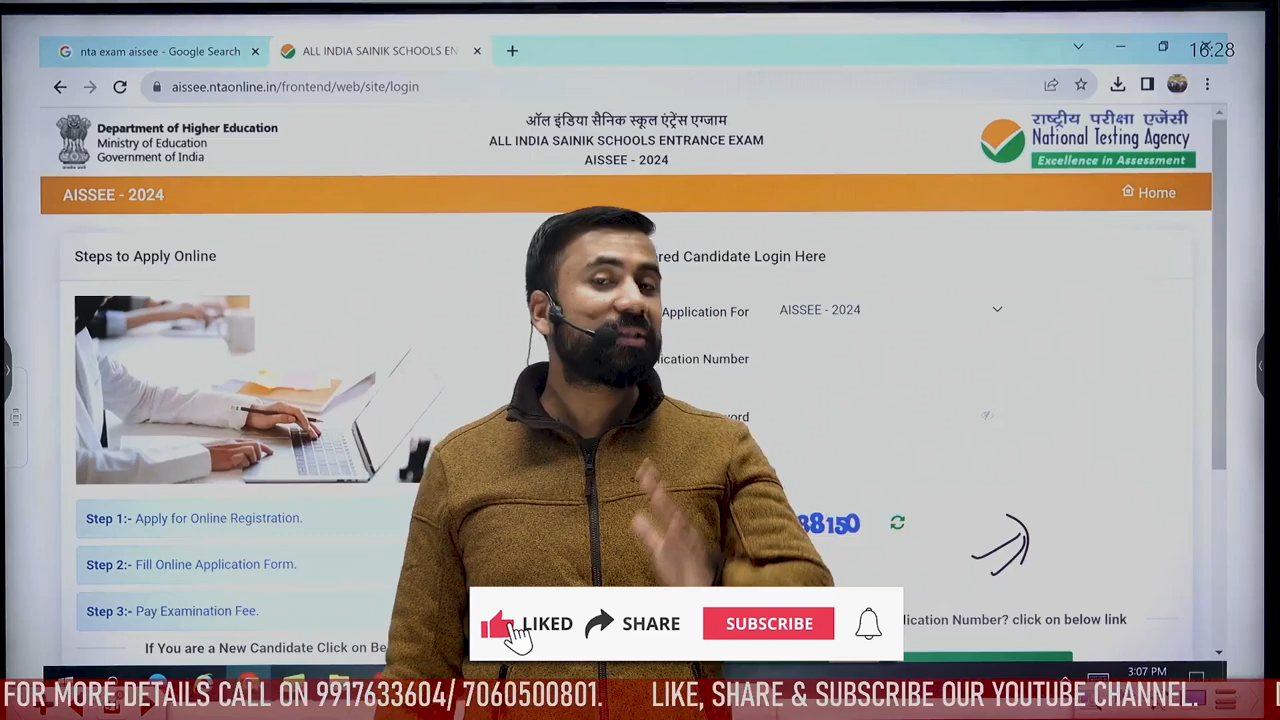 nta exam aissee - Google Search
ALL INDIA SAINIK SCHOOLS EN
16:28
aissee.ntaonline.in/frontend/web/site/login
Department of Higher Education
Ministry of Education
Government of India
ऑल इंडिया सैनिक स्कूल एंट्रेंस एग्जाम
ALL INDIA SAINIK SCHOOLS ENTRANCE EXAM
AISSEE - 2024
राष्ट्रीय परीक्षा एजेंसी
National Testing Agency
Excellence in Assessment
AISSEE - 2024
Home
Steps to Apply Online
red Candidate Login Here
Application For
AISSEE - 2024
ication Number
word
Step 1:- Apply for Online Registration.
38150
Step 2:- Fill Online Application Form.
Step 3:- Pay Examination Fee.
lication Number? click on below link
If You are a New Candidate Click on Be
LIKED
SHARE
SUBSCRIBE
3:07 PM
FOR MORE DETAILS CALL ON 9917633604/ 7060500801. LIKE, SHARE & SUBSCRIBE OUR YOUTUBE CHANNEL.